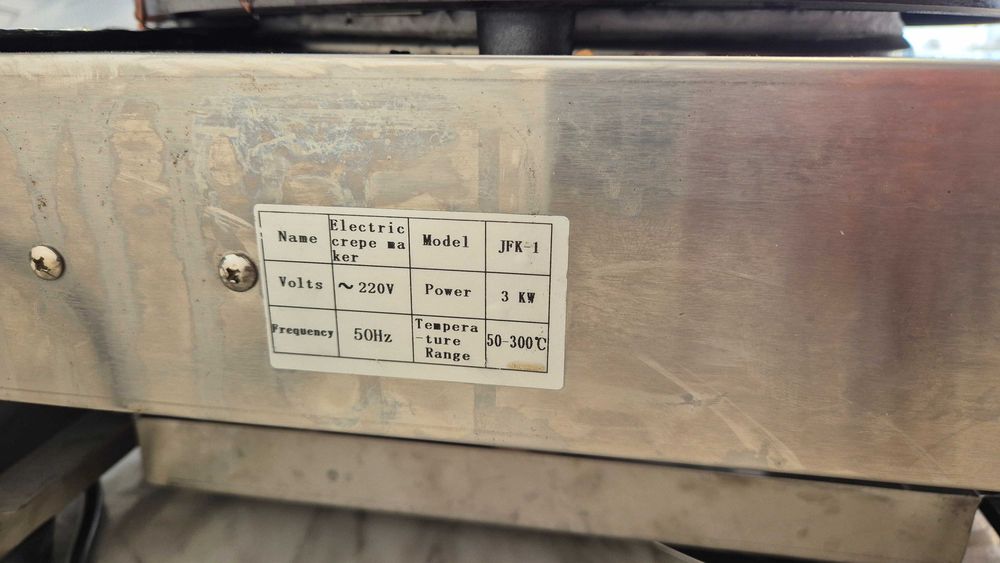 Name
Electric
crepe ma
ker
Model
JFK-1
Volts
~220V
Power
3 KW
Frequency
50Hz
Tempera
-ture
Range
50-300℃